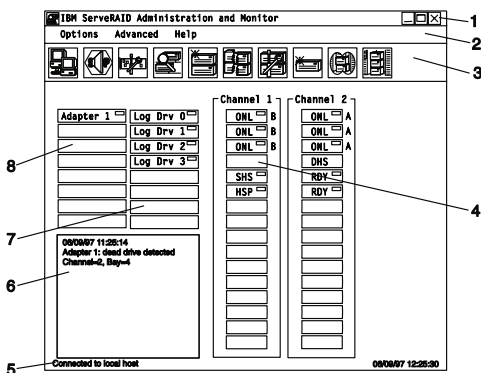 IBM ServeRAID Administration and Monitor
1
Options Advanced Help
2
3
Channel 1 Channel 2
Adapter 1 Log Drv 0 ONL B ONL A
Log Drv 1 ONL B ONL A
8 Log Drv 2 ONL B ONL A
Log Drv 3 DHS
SHS RDY
HSP RDY
4
7
06/09/97 11:25:14
Adapter 1: dead drive detected
Channel=2, Bay=4
6
5 Connected to local host 06/09/97 12:25:30